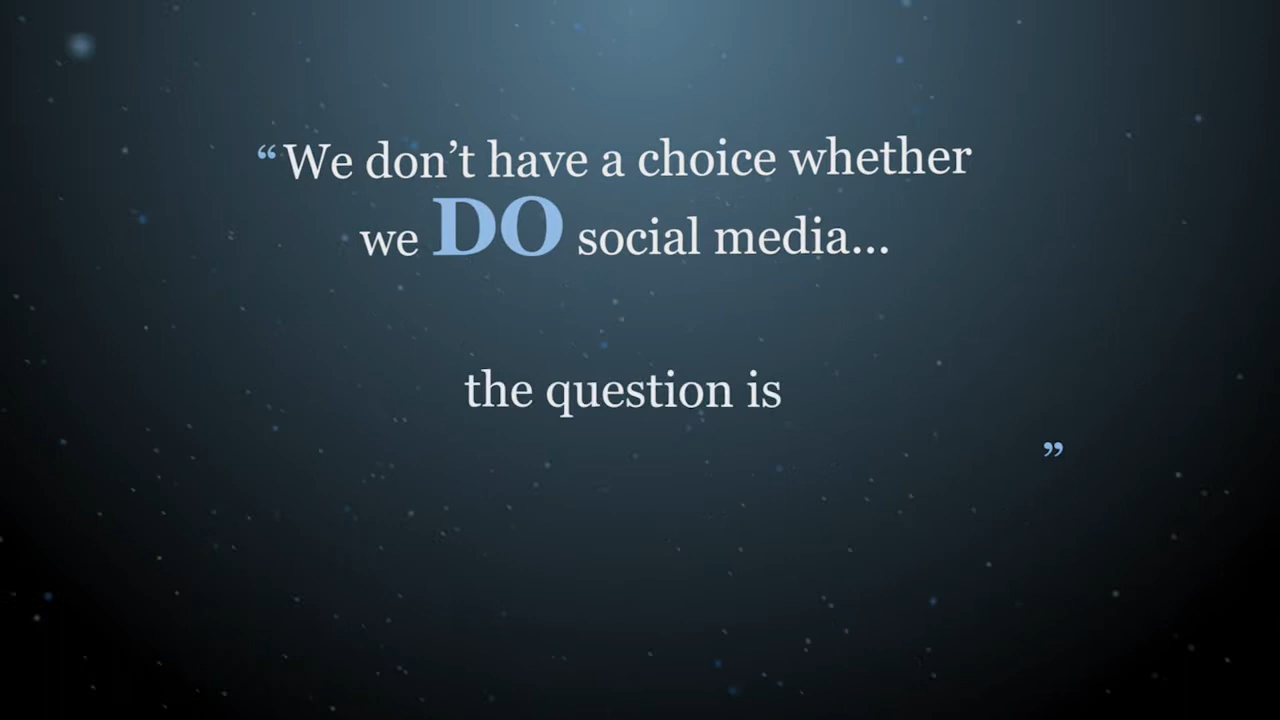 “We don’t have a choice whether
we DO social media...
the question is
”